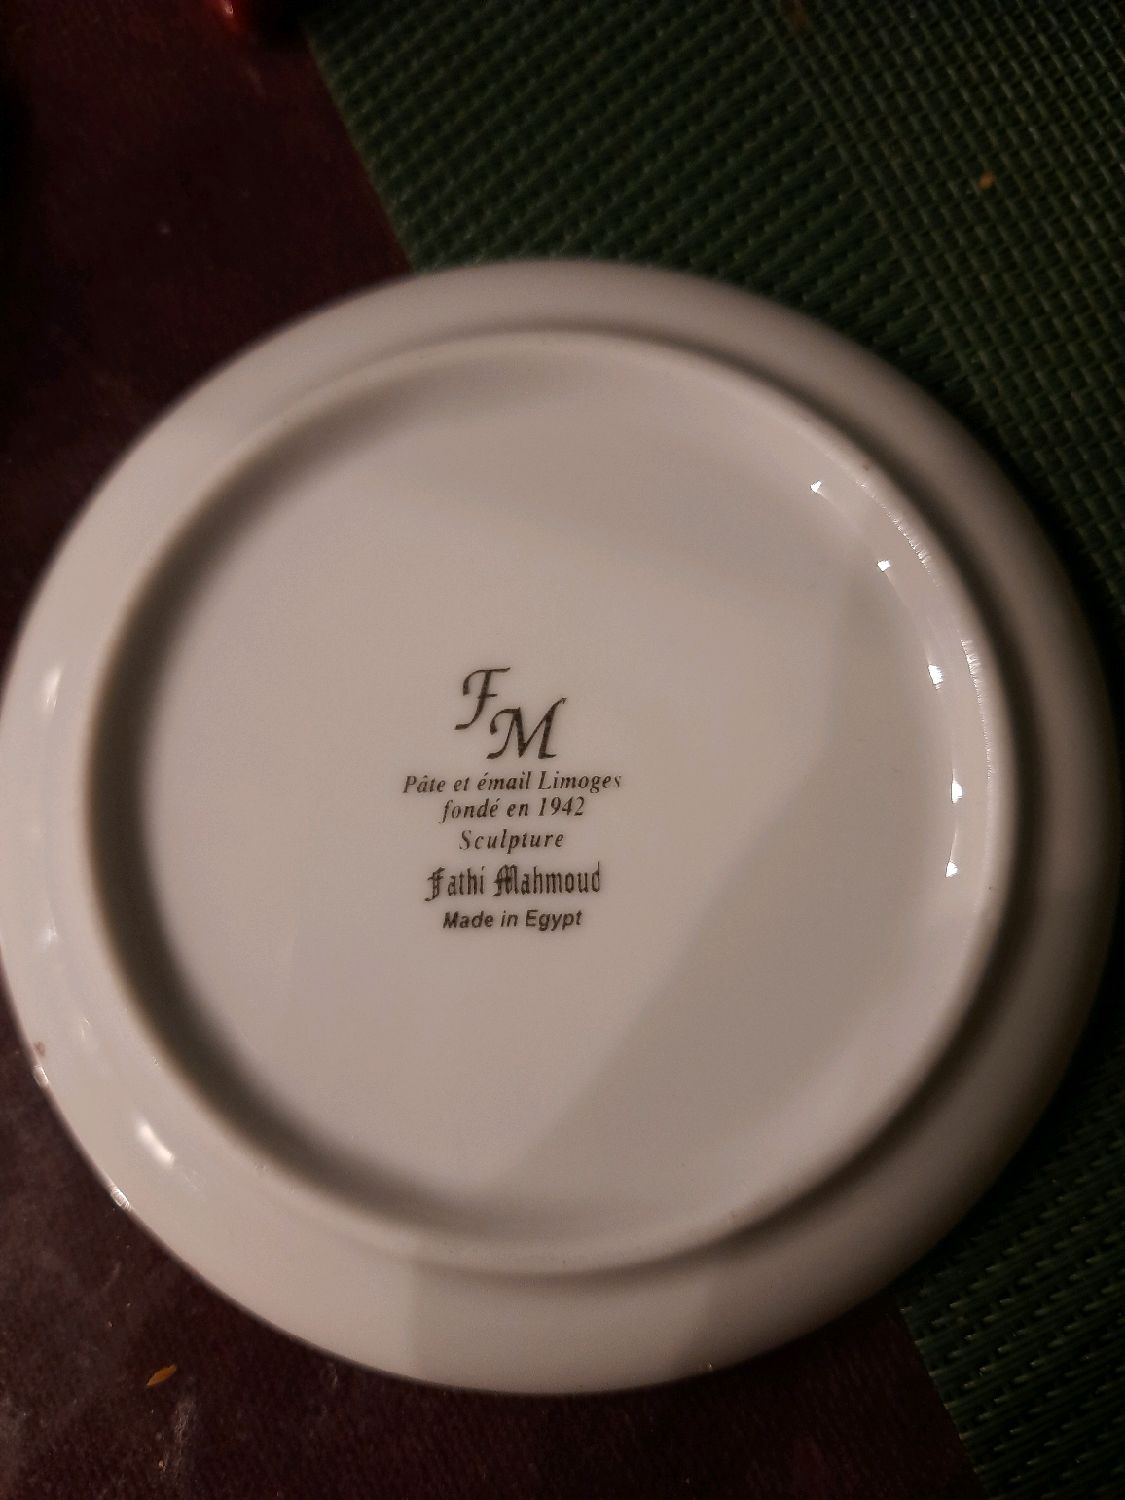 FM
Pâte et émail Limoges
fondé en 1942
Sculpture
Fathi Mahmoud
Made in Egypt